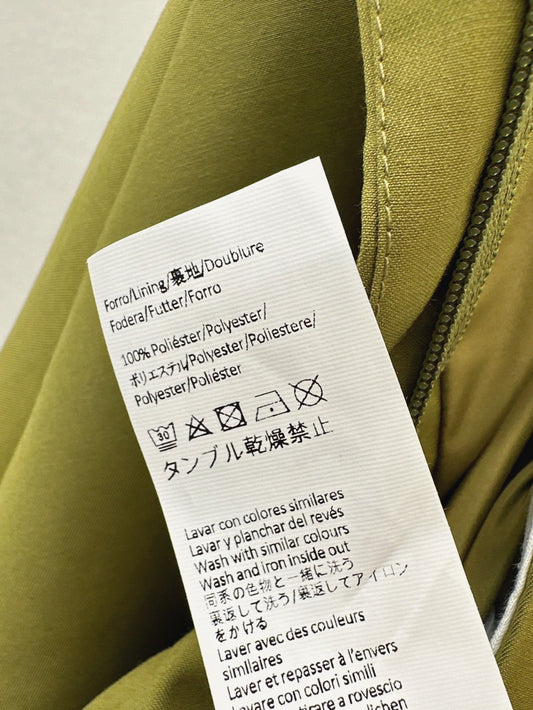 Forro/Lining/裏地/Doublure
Fodera/Futter/Forro
100% Poliéster/Polyester/
ポリエステル/Polyester/Poliestere/
Polyester/Poliéster
30
タンブル乾燥禁止
Lavar con colores similares
Lavar y planchar del revés
Wash with similar colours
Wash and iron inside out
同系の色物と一緒に洗う
裏返して洗う/裏返してアイロン
をかける
Laver avec des couleurs
similaires
Laver et repasser à l'envers
Lavare con colori simili
tirare a rovescio